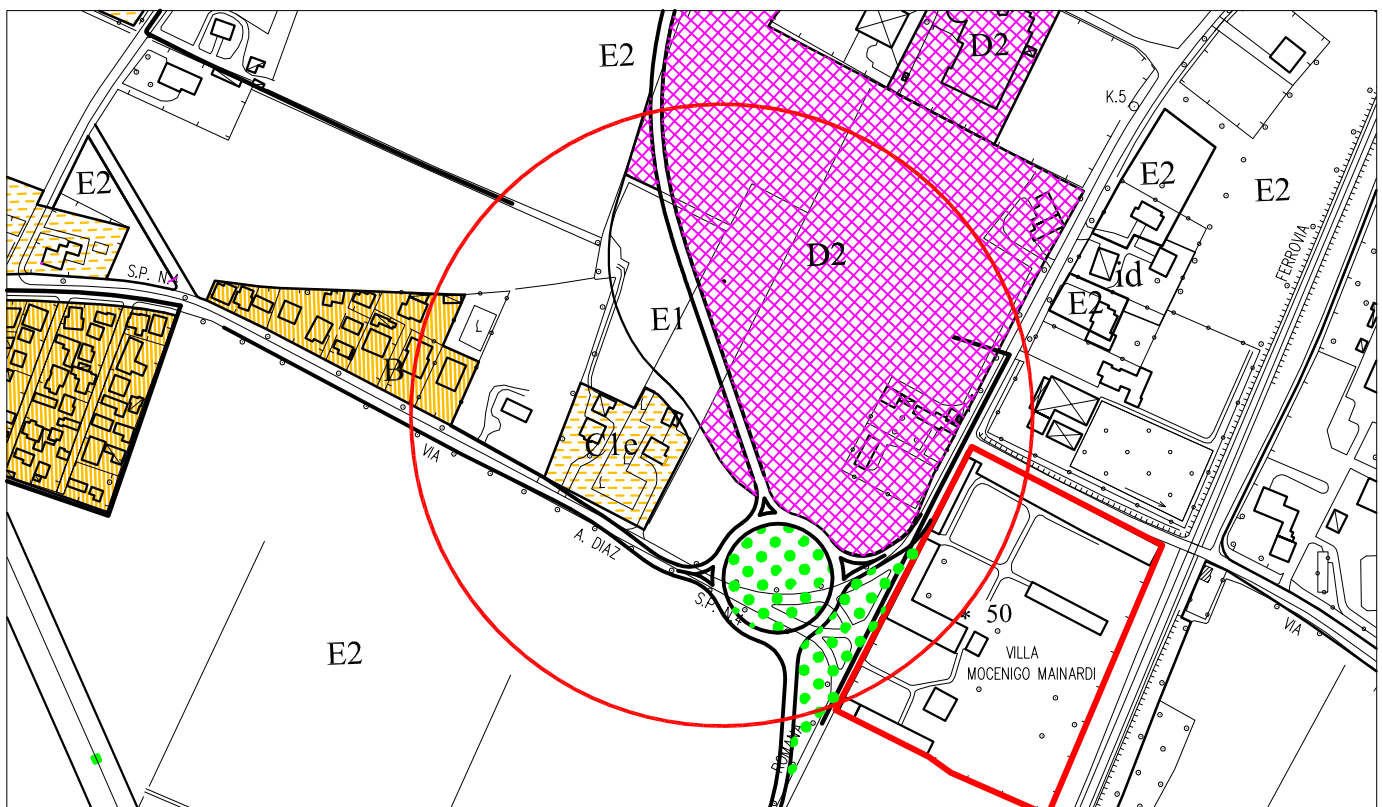 E2
D2
K.5
E2
E2
E2
S.P. N.4
FERROVIA
D2
id
E2
E1
L
B
C1e
L
VIA
A. DIAZ
S.P. N.4
50
VIA
VILLA
MOCENIGO MAINARDI
E2
ROMANA